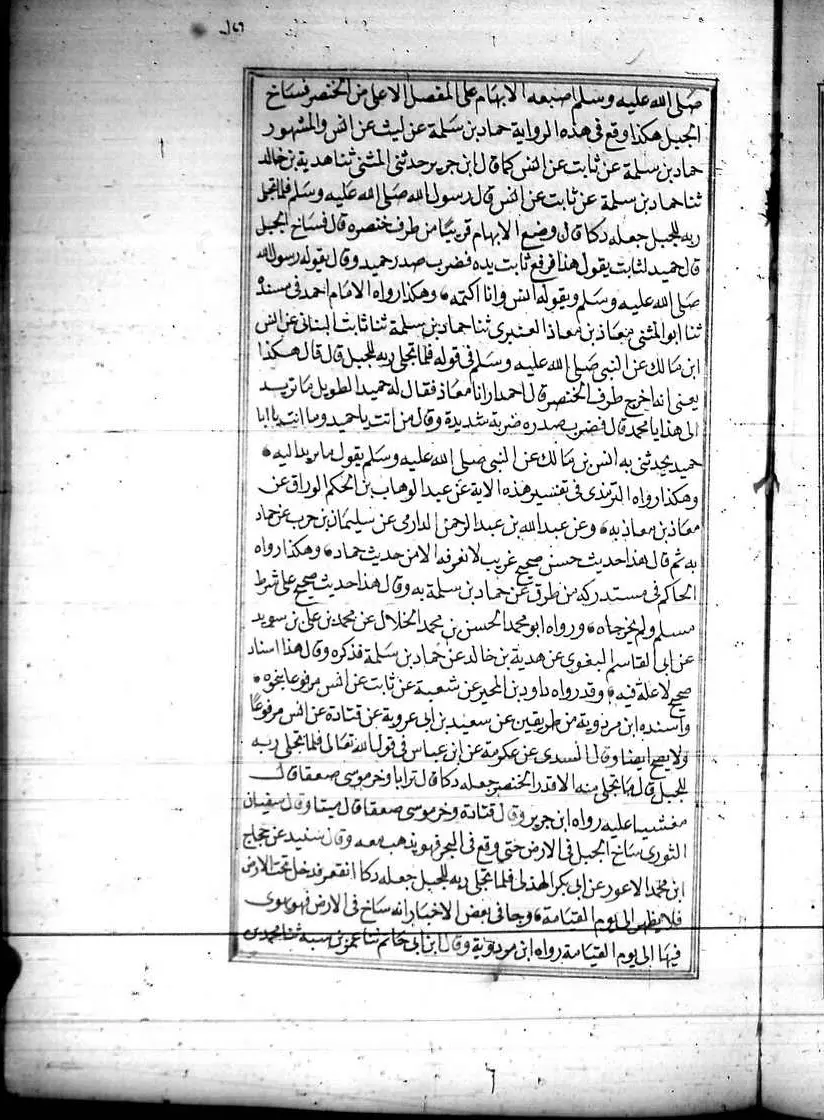 صلى الله عليه وسلم اصبعه الابهام على المفصل الاعلى من الخنصر فساخ
الجبل هكذا وقع في هذه الرواية حماد بن سلمة عن ليث عن انس والمشهور
حماد بن سلمة عن ثابت عن انس كما قال ابن جرير حدثني المثنى ثنا هدبة بن خالد
ثنا حماد بن سلمة عن ثابت عن انس قال رسول الله صلى الله عليه وسلم فلما تجلى
ربه للجبل جعله دكا قال وضع الابهام قريبا من طرف خنصره قال فساخ الجبل
قال حميد لثابت يقول هذا فرفع ثابت يده فضرب صدر حميد وقال يقوله رسول الله
صلى الله عليه وسلم ويقوله انس وانا اكتمه وهكذا رواه الامام احمد في مسنده
ثنا ابو المثنى معاذ بن معاذ العنبري ثنا حماد بن سلمة ثنا ثابت البناني عن انس
ابن مالك عن النبي صلى الله عليه وسلم في قوله فلما تجلى ربه للجبل قال قال هكذا
يعني انه اخرج طرف الخنصر قال احمد ارانا معاذ فقال له حميد الطويل ما تريد
الى هذا يا محمد قال فضرب صدره ضربة شديدة وقال من انت يا حميد وما انت يا ابا
حميد يحدثني به انس بن مالك عن النبي صلى الله عليه وسلم يقول ما يريد اليه
وهكذا رواه الترمذي في تفسير هذه الاية عن عبد الوهاب بن الحكم الوراق عن
معاذ بن معاذ به وعن عبد الله بن عبد الرحمن الدارمي عن سليمان بن حرب عن حماد
به ثم قال هذا حديث حسن صحيح غريب لا نعرفه الا من حديث حماد وهكذا رواه
الحاكم في مستدركه من طرق عن حماد بن سلمة به وقال هذا حديث صحيح على شرط
مسلم ولم يخرجاه ورواه ابو محمد الحسن بن محمد الخلال عن محمد بن علي بن سويد
عن ابي القاسم البغوي عن هدبة بن خالد عن حماد بن سلمة فذكره وقال هذا اسناد
صحيح لا علة فيه وقد رواه داود بن المحبر عن شعبة عن ثابت عن انس مرفوعا بنحوه
واسنده ابن مردوية من طريقين عن سعيد بن ابي عروبة عن قتادة عن انس مرفوعا
ولا يصح ايضا وقال السدي عن عكرمة عن ابن عباس في قول الله تعالى فلما تجلى ربه
للجبل قال ما تجلى منه الا قدر الخنصر جعله دكا قال ترابا وخر موسى صعقا قال
مغشيا عليه رواه ابن جرير وقال قتادة وخر موسى صعقا قال ميتا وقال سفيان
الثوري ساخ الجبل في الارض حتى وقع في البحر فهو يذهب معه وقال سنيد عن حجاج
ابن محمد الاعور عن ابي بكر الهذلي فلما تجلى ربه للجبل جعله دكا انقعر فدخل تحت الارض
فلا يظهر الى يوم القيامة وجا في بعض الاخبار انه ساخ في الارض فهو يهوي
فيها الى يوم القيامة رواه ابن مردوية وقال ابن ابي حاتم ثنا عمر بن شبه ثنا محمد بن